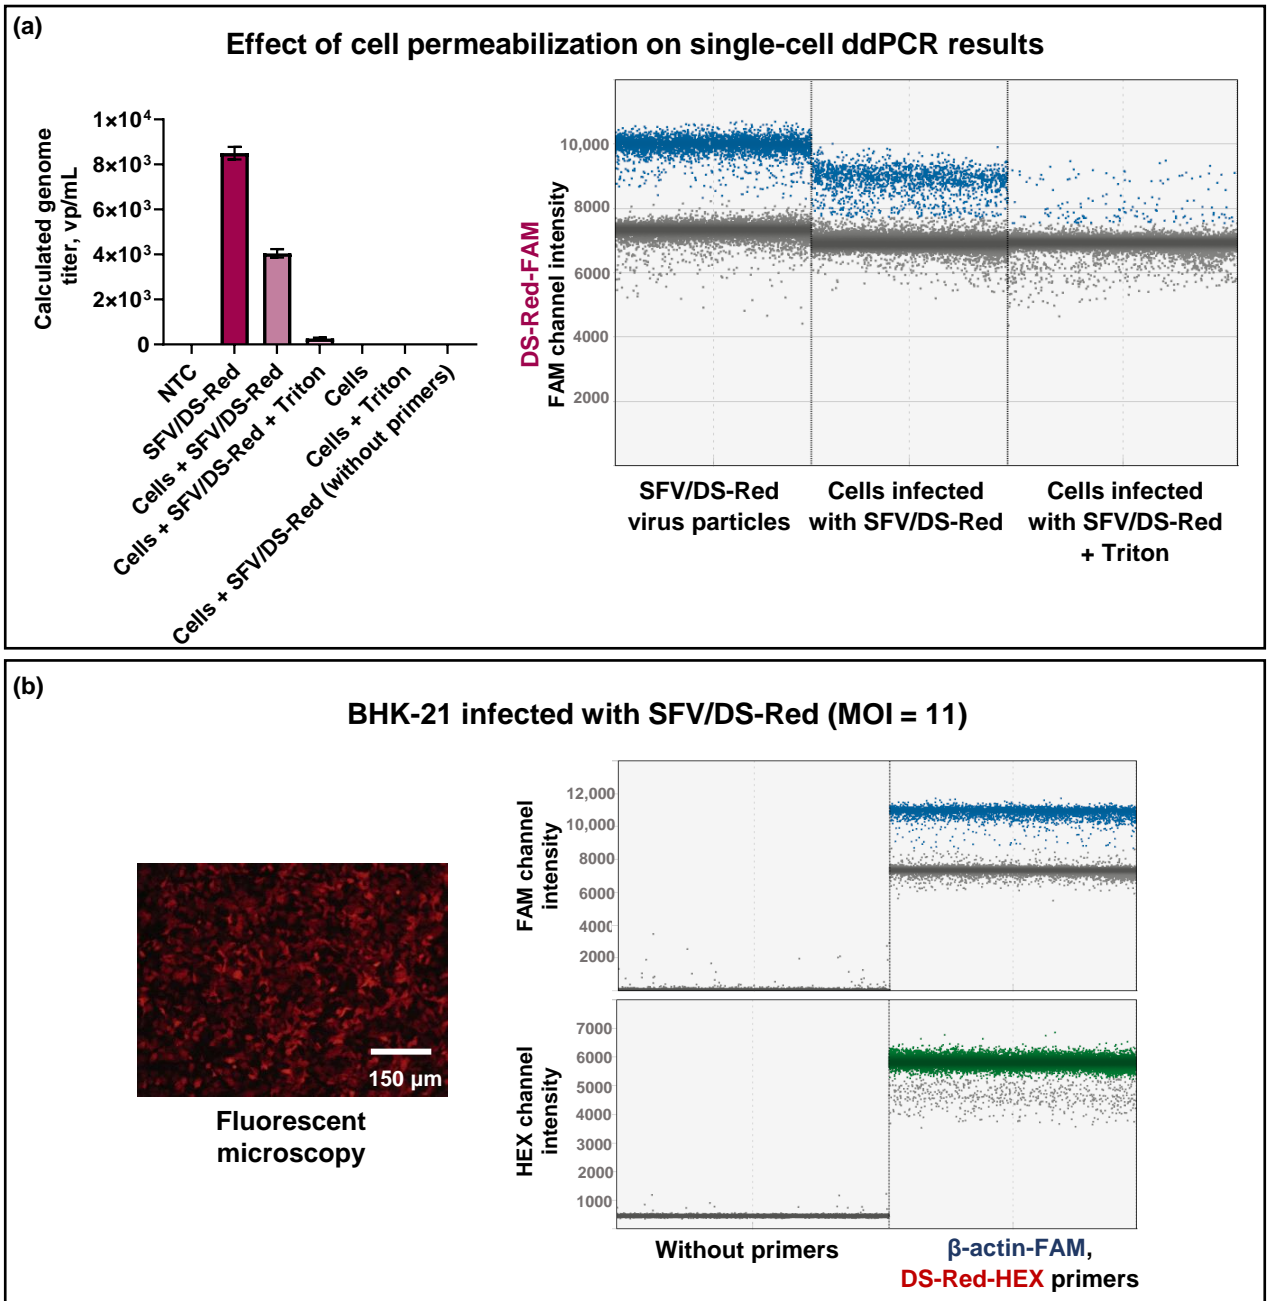 (a)
Effect of cell permeabilization on single-cell ddPCR results
Calculated genome
titer, vp/mL
1×10⁴
8×10³
6×10³
4×10³
2×10³
0
NTC
SFV/DS-Red
Cells + SFV/DS-Red
Cells + SFV/DS-Red + Triton
Cells
Cells + Triton
Cells + SFV/DS-Red (without primers)
DS-Red-FAM
FAM channel intensity
10,000
8000
6000
4000
2000
SFV/DS-Red
virus particles
Cells infected
with SFV/DS-Red
Cells infected
with SFV/DS-Red
+ Triton
(b)
BHK-21 infected with SFV/DS-Red (MOI = 11)
150 µm
Fluorescent
microscopy
FAM channel
intensity
12,000
10,000
8000
6000
4000
2000
HEX channel
intensity
7000
6000
5000
4000
3000
2000
1000
Without primers
β-actin-FAM,
DS-Red-HEX primers